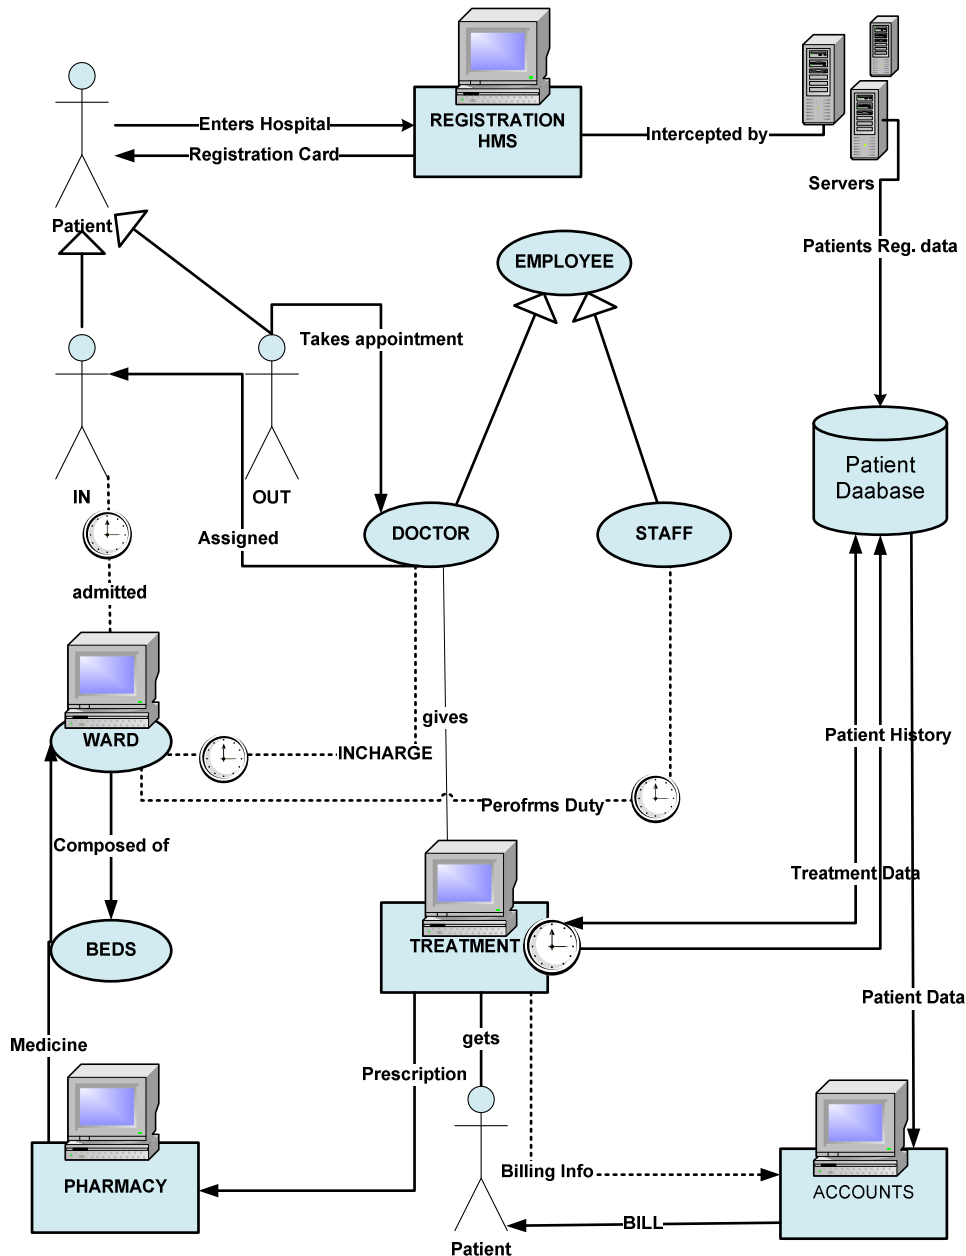 REGISTRATION
HMS
Enters Hospital
Registration Card
Intercepted by
Servers
Patient
Patients Reg. data
EMPLOYEE
Takes appointment
Patient
Daabase
IN
OUT
Assigned
DOCTOR
STAFF
admitted
gives
WARD
INCHARGE
Patient History
Perofrms Duty
Composed of
Treatment Data
BEDS
TREATMENT
Patient Data
gets
Medicine
Prescription
Billing Info
PHARMACY
ACCOUNTS
BILL
Patient